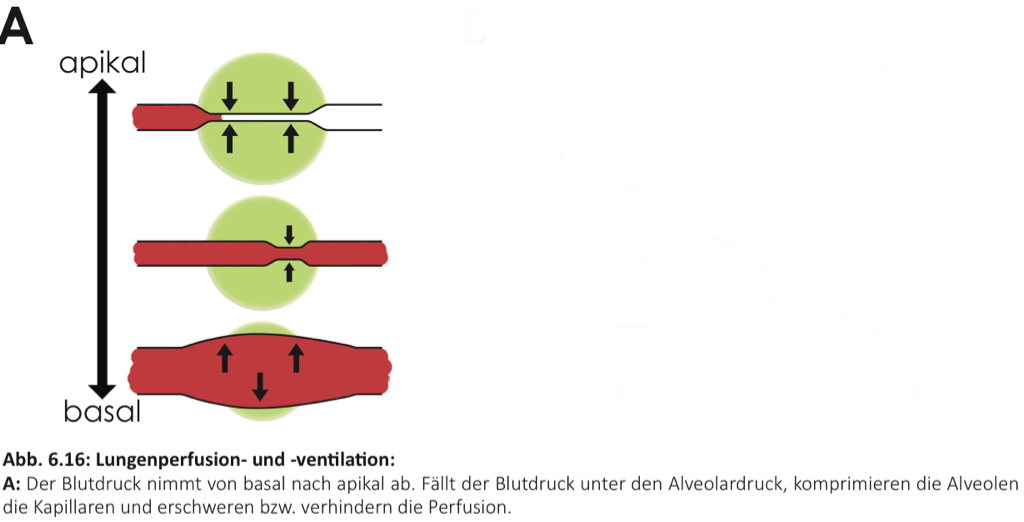 A
apikal
basal
Abb. 6.16: Lungenperfusion- und -ventilation:
A: Der Blutdruck nimmt von basal nach apikal ab. Fällt der Blutdruck unter den Alveolardruck, komprimieren die Alveolen
die Kapillaren und erschweren bzw. verhindern die Perfusion.